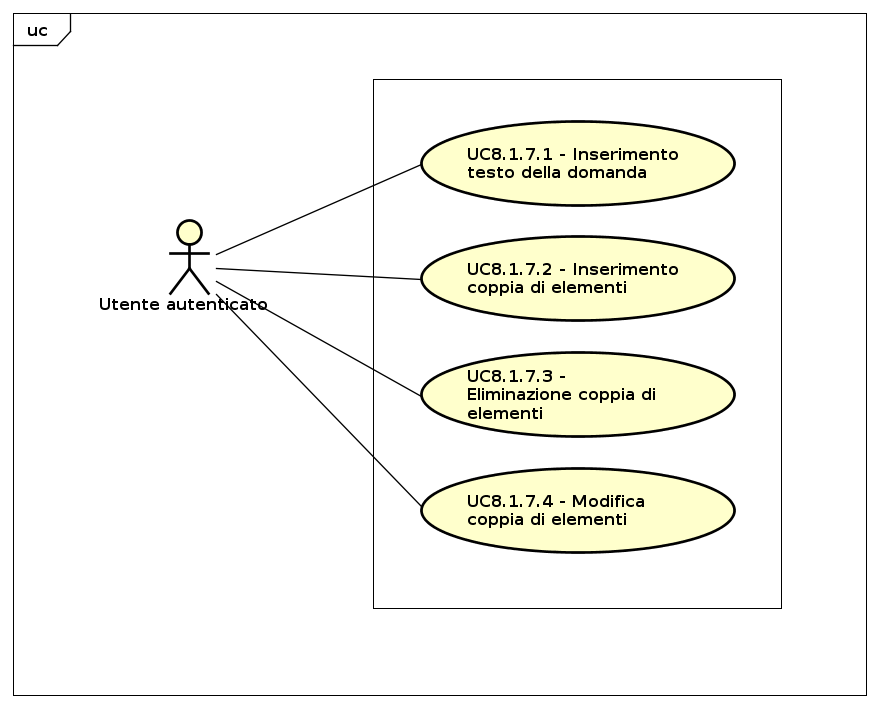 uc
UC8.1.7.1 - Inserimento
testo della domanda
Utente autenticato
UC8.1.7.2 - Inserimento
coppia di elementi
UC8.1.7.3 -
Eliminazione coppia di
elementi
UC8.1.7.4 - Modifica
coppia di elementi